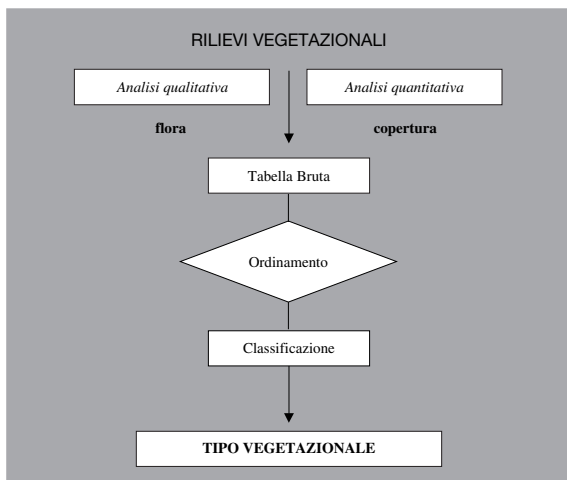 RILIEVI VEGETAZIONALI
Analisi qualitativa
Analisi quantitativa
flora
copertura
Tabella Bruta
Ordinamento
Classificazione
TIPO VEGETAZIONALE